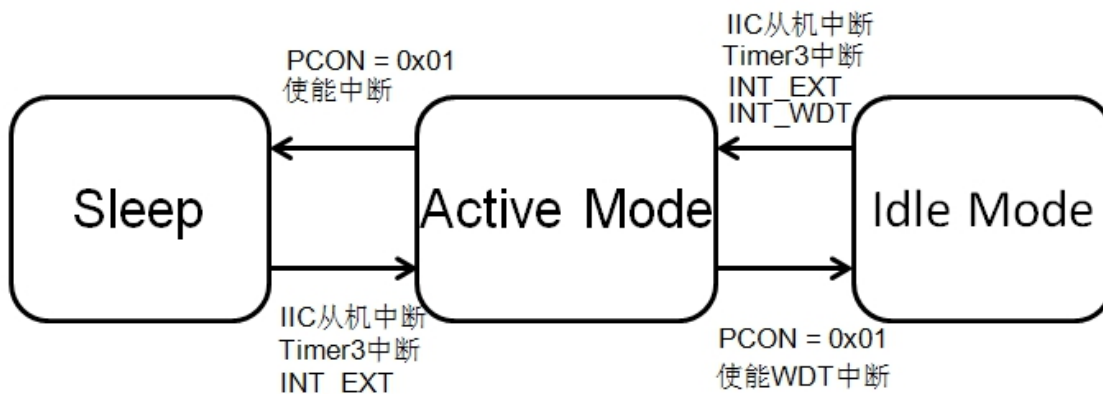 PCON = 0x01
使能中断
IIC从机中断
Timer3中断
INT_EXT
INT_WDT
Sleep
Active Mode
Idle Mode
IIC从机中断
Timer3中断
INT_EXT
PCON = 0x01
使能WDT中断